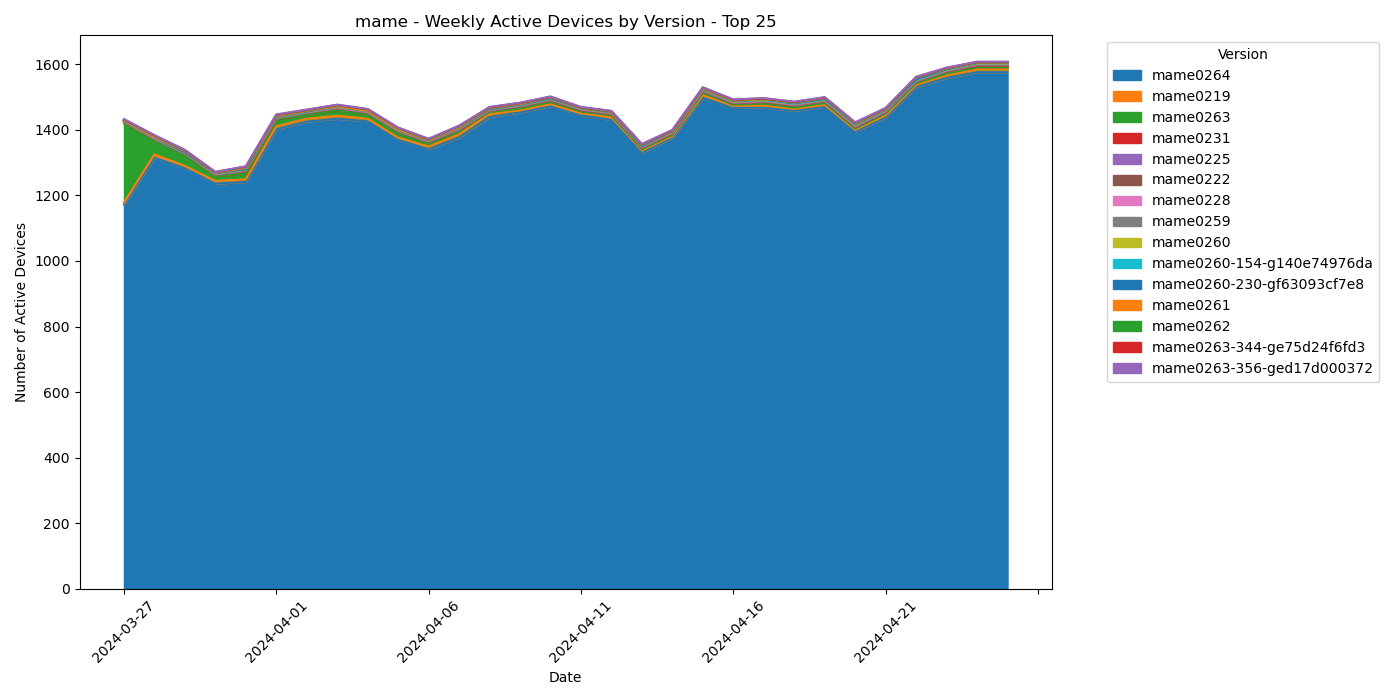 mame - Weekly Active Devices by Version - Top 25
Number of Active Devices
1600
1400
1200
1000
800
600
400
200
0
2024-03-27
2024-04-01
2024-04-06
2024-04-11
2024-04-16
2024-04-21
Date
Version
mame0264
mame0219
mame0263
mame0231
mame0225
mame0222
mame0228
mame0259
mame0260
mame0260-154-g140e74976da
mame0260-230-gf63093cf7e8
mame0261
mame0262
mame0263-344-ge75d24f6fd3
mame0263-356-ged17d000372